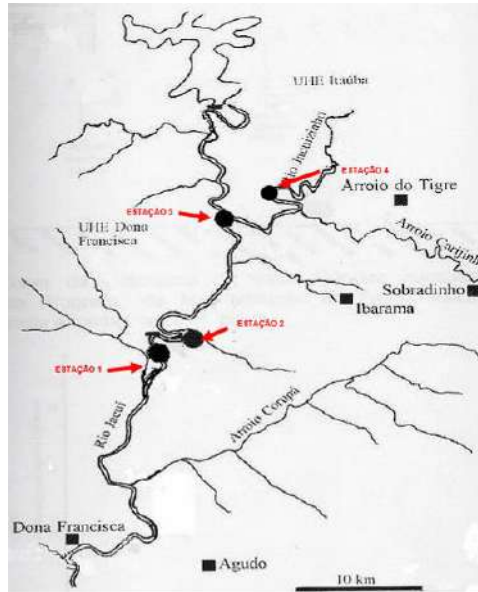 UHE Itaúba
Rio Jacuizinho
ESTAÇÃO 4
Arroio do Tigre
ESTAÇÃO 3
UHE Dona
Francisca
Arroio
Sobradinho
Ibarama
ESTAÇÃO 2
ESTAÇÃO 1
Rio Jacuí
Arroio Corupá
Dona Francisca
Agudo
10 km